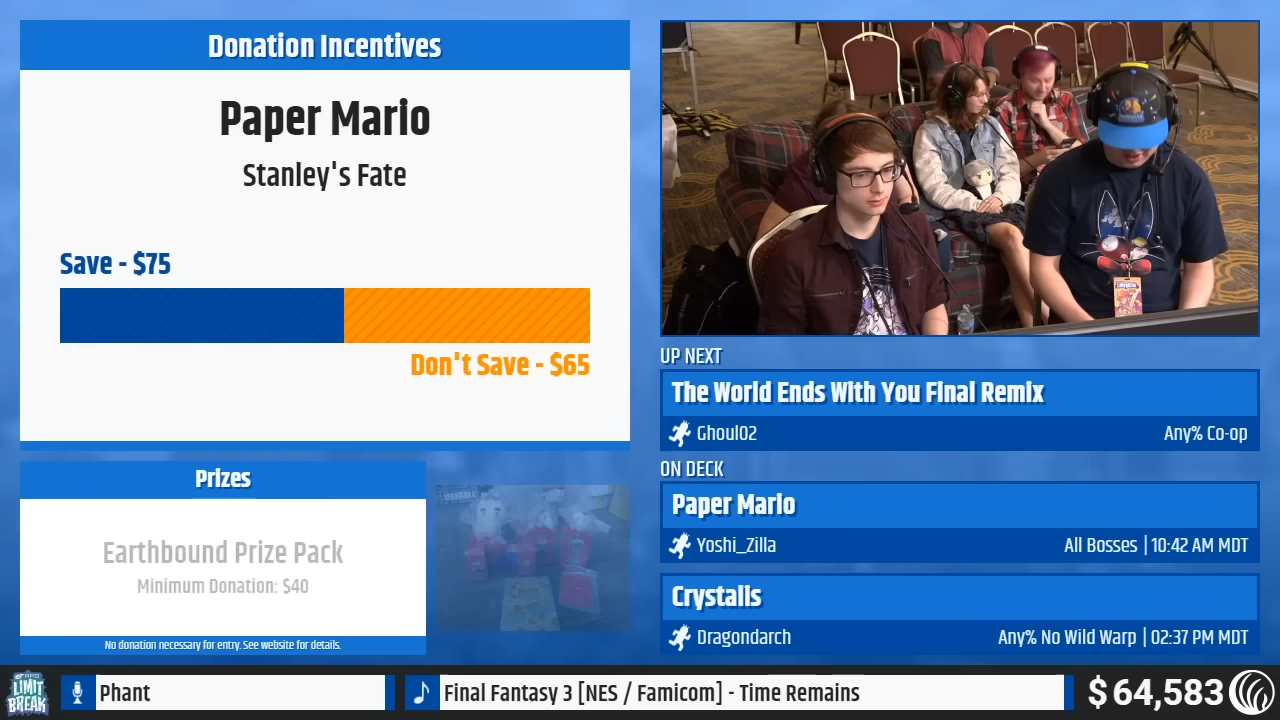 Donation Incentives
Paper Mario
Stanley's Fate
Save - $75
Don't Save - $65
Prizes
Earthbound Prize Pack
Minimum Donation: $40
No donation necessary for entry. See website for details.
UP NEXT
The World Ends With You Final Remix
Ghoul02
Any% Co-op
ON DECK
Paper Mario
Yoshi_Zilla
All Bosses | 10:42 AM MDT
Crystalis
Dragondarch
Any% No Wild Warp | 02:37 PM MDT
RPG
LIMIT
BREAK
Phant
Final Fantasy 3 [NES / Famicom] - Time Remains
$64,583